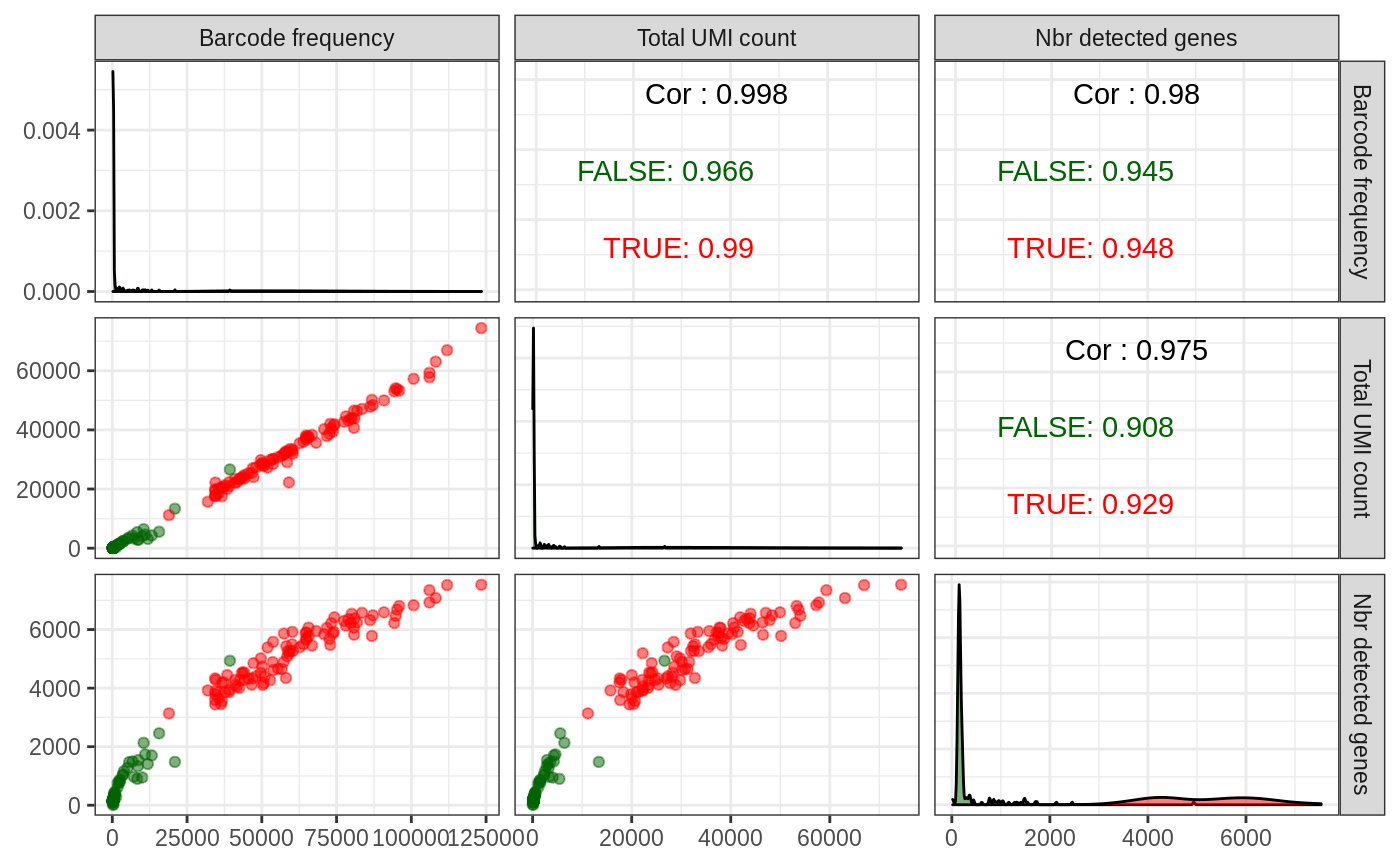 Barcode frequency Total UMI count Nbr detected genes
0.004
0.002
0.000
Cor : 0.998
FALSE: 0.966
TRUE: 0.99
Cor : 0.98
FALSE: 0.945
TRUE: 0.948
Barcode frequency
60000
40000
20000
0
Cor : 0.975
FALSE: 0.908
TRUE: 0.929
Total UMI count
6000
4000
2000
0
Nbr detected genes
0 25000 50000 75000 100000 125000 0 20000 40000 60000 0 2000 4000 6000